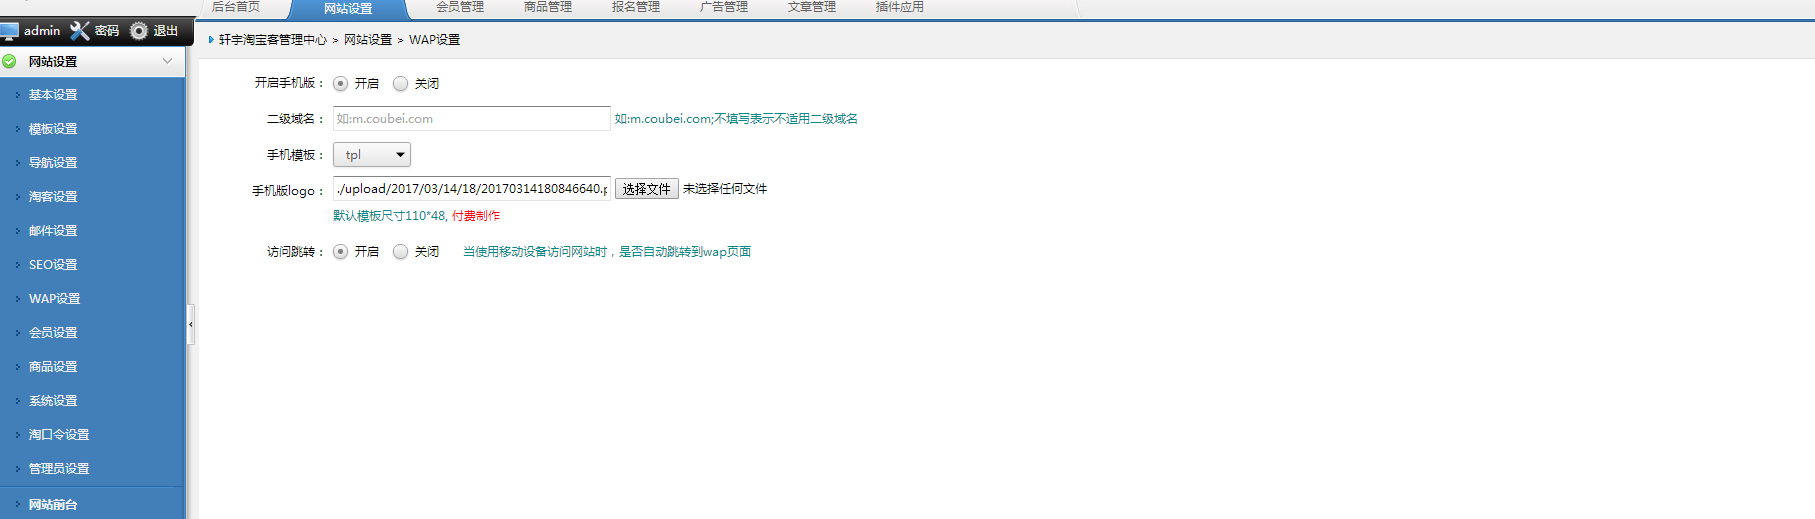 后台首页 网站设置 会员管理 商品管理 报名管理 广告管理 文章管理 插件应用
admin 密码 退出
轩宇淘宝客管理中心 > 网站设置 > WAP设置
网站设置
基本设置
模板设置
导航设置
淘客设置
邮件设置
SEO设置
WAP设置
会员设置
商品设置
系统设置
淘口令设置
管理员设置
网站前台
开启手机版： 开启 关闭
二级域名： 如:m.coubei.com 如:m.coubei.com;不填写表示不适用二级域名
手机模板： tpl
手机版logo： ./upload/2017/03/14/18/20170314180846640.p 选择文件 未选择任何文件
默认模板尺寸110*48, 付费制作
访问跳转： 开启 关闭 当使用移动设备访问网站时，是否自动跳转到wap页面